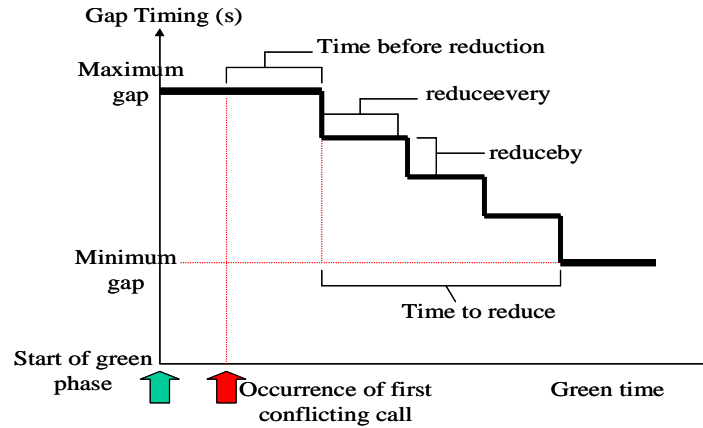 Gap Timing (s)
Time before reduction
Maximum
gap
reduceevery
reduceby
Minimum
gap
Time to reduce
Start of green
phase
Occurrence of first
conflicting call
Green time